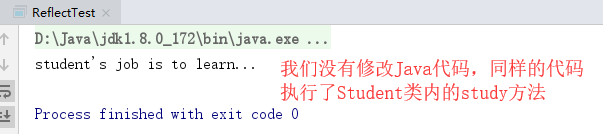 ReflectTest ×
D:\Java\jdk1.8.0_172\bin\java.exe ...
student's job is to learn...
我们没有修改Java代码，同样的代码
执行了Student类内的study方法
Process finished with exit code 0